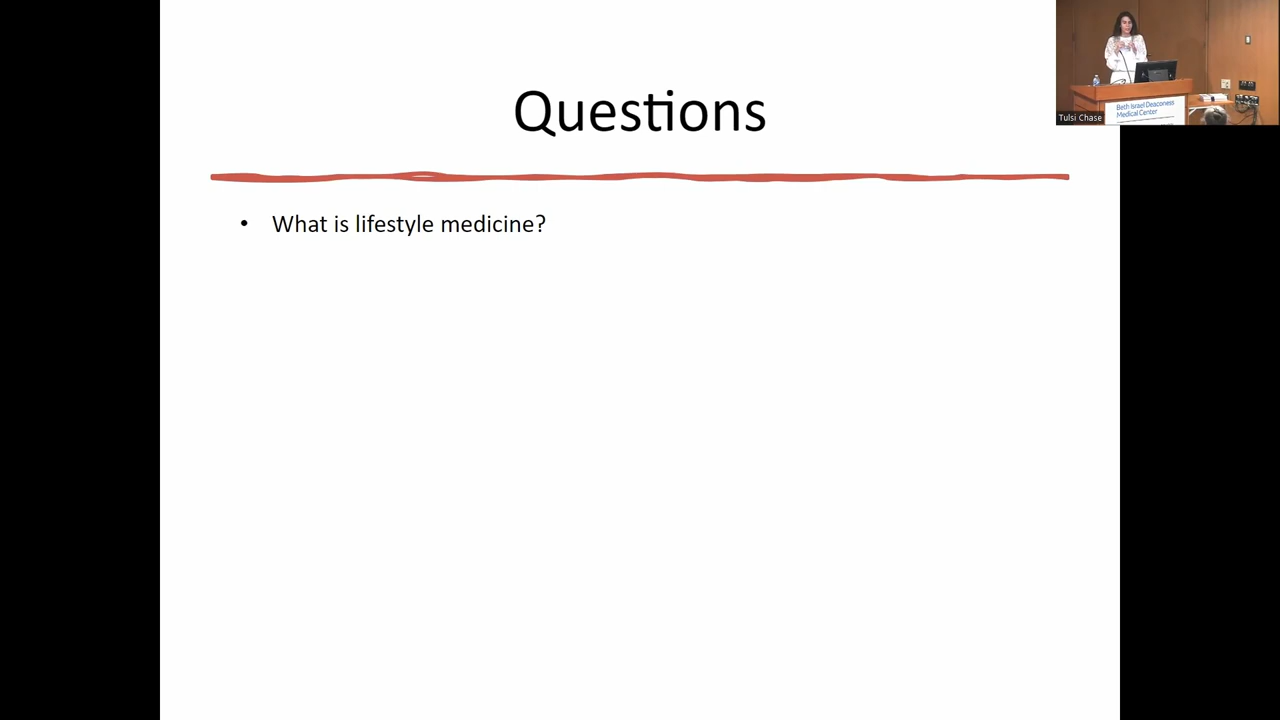 Questions
• What is lifestyle medicine?
Beth Israel Deaconess
Medical Center
Tulsi Chase